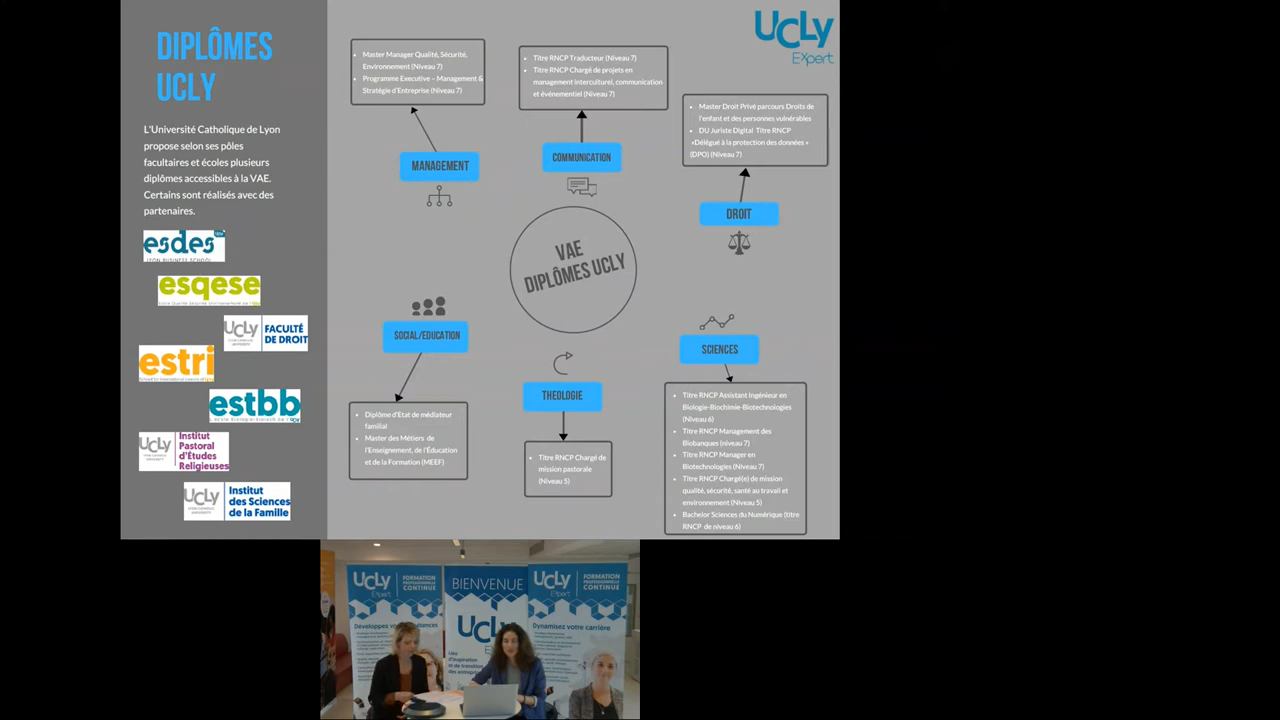 DIPLÔMES
UCLY
L'Université Catholique de Lyon
propose selon ses pôles
facultaires et écoles plusieurs
diplômes accessibles à la VAE.
Certains sont réalisés avec des
partenaires.
esdes
LYON BUSINESS SCHOOL
esqese
UCLy
FACULTÉ
DE DROIT
estri
estbb
UCLy
Institut
Pastoral
d'Études
Religieuses
UCLy
Institut
des Sciences
de la Famille
UCLy
EXpert
• Master Manager Qualité, Sécurité,
Environnement (Niveau 7)
• Programme Executive – Management &
Stratégie d'Entreprise (Niveau 7)
MANAGEMENT
• Titre RNCP Traducteur (Niveau 7)
• Titre RNCP Chargé de projets en
management interculturel, communication
et événementiel (Niveau 7)
COMMUNICATION
• Master Droit Privé parcours Droits de
l'enfant et des personnes vulnérables
• DU Juriste Digital Titre RNCP
«Délégué à la protection des données »
(DPO) (Niveau 7)
DROIT
VAE
DIPLÔMES UCLY
SOCIAL/EDUCATION
• Diplôme d'Etat de médiateur
familial
• Master des Métiers de
l'Enseignement, de l'Éducation
et de la Formation (MEEF)
THEOLOGIE
• Titre RNCP Chargé de
mission pastorale
(Niveau 5)
SCIENCES
• Titre RNCP Assistant Ingénieur en
Biologie-Biochimie-Biotechnologies
(Niveau 6)
• Titre RNCP Management des
Biobanques (niveau 7)
• Titre RNCP Manager en
Biotechnologies (Niveau 7)
• Titre RNCP Chargé(e) de mission
qualité, sécurité, santé au travail et
environnement (Niveau 5)
• Bachelor Sciences du Numérique (titre
RNCP de niveau 6)
UCLy
EXpert
FORMATION
PROFESSIONNELLE
CONTINUE
BIENVENUE
UCLy
Lieu d'inspiration
et de transition
UCLy
EXpert
FORMATION
PROFESSIONNELLE
CONTINUE
Dynamisez votre carrière